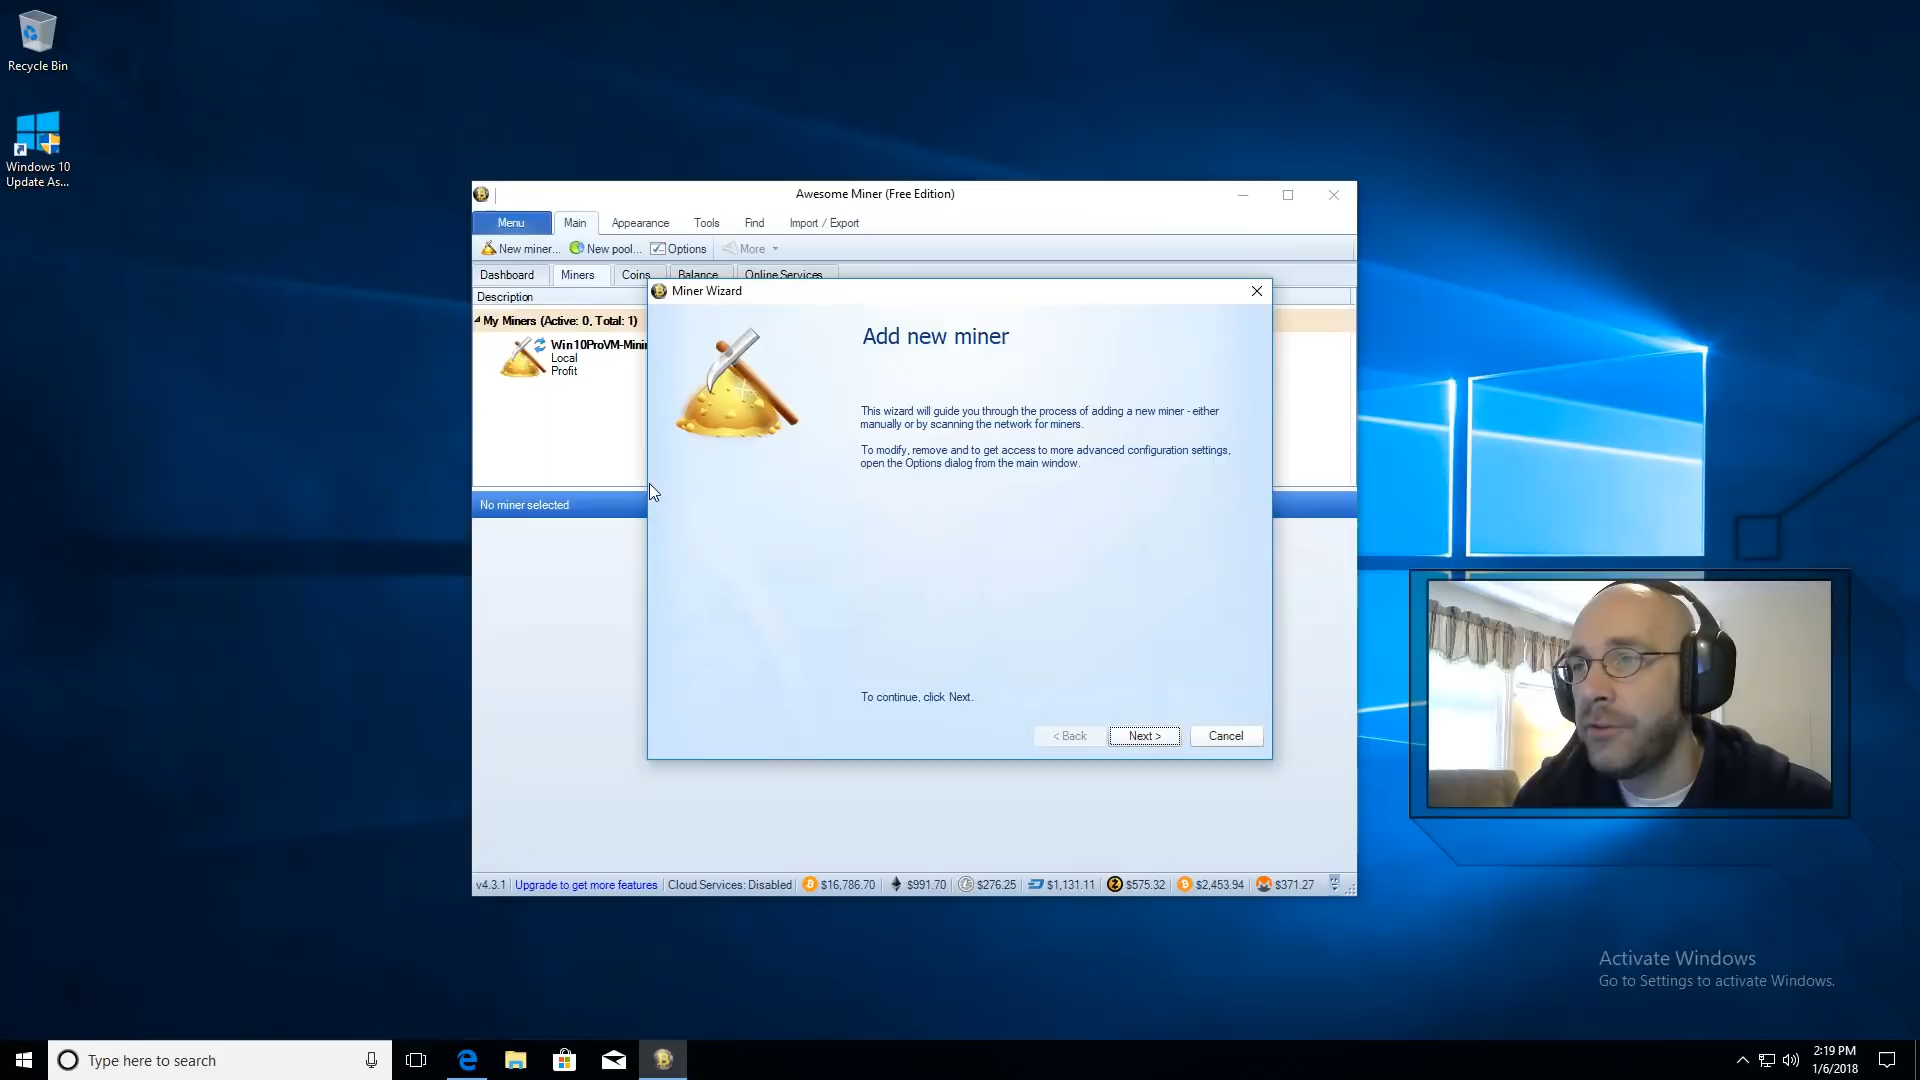 Recycle Bin
Windows 10
Update As...
Awesome Miner (Free Edition)
Menu
Main
Appearance
Tools
Find
Import / Export
New miner...
New pool...
Options
More
Dashboard
Miners
Coins
Balance
Online Services
Description
My Miners (Active: 0, Total: 1)
Local
Profit
No miner selected
Miner Wizard
Add new miner
This wizard will guide you through the process of adding a new miner - either
manually or by scanning the network for miners.
To modify, remove and to get access to more advanced configuration settings,
open the Options dialog from the main window.
To continue, click Next.
< Back
Next >
Cancel
v4.3.1
Upgrade to get more features
Cloud Services: Disabled
$16,786.70
$991.70
$276.25
$1,131.11
$575.32
$2,453.94
$371.27
Activate Windows
Go to Settings to activate Windows.
Type here to search
2:19 PM
1/6/2018